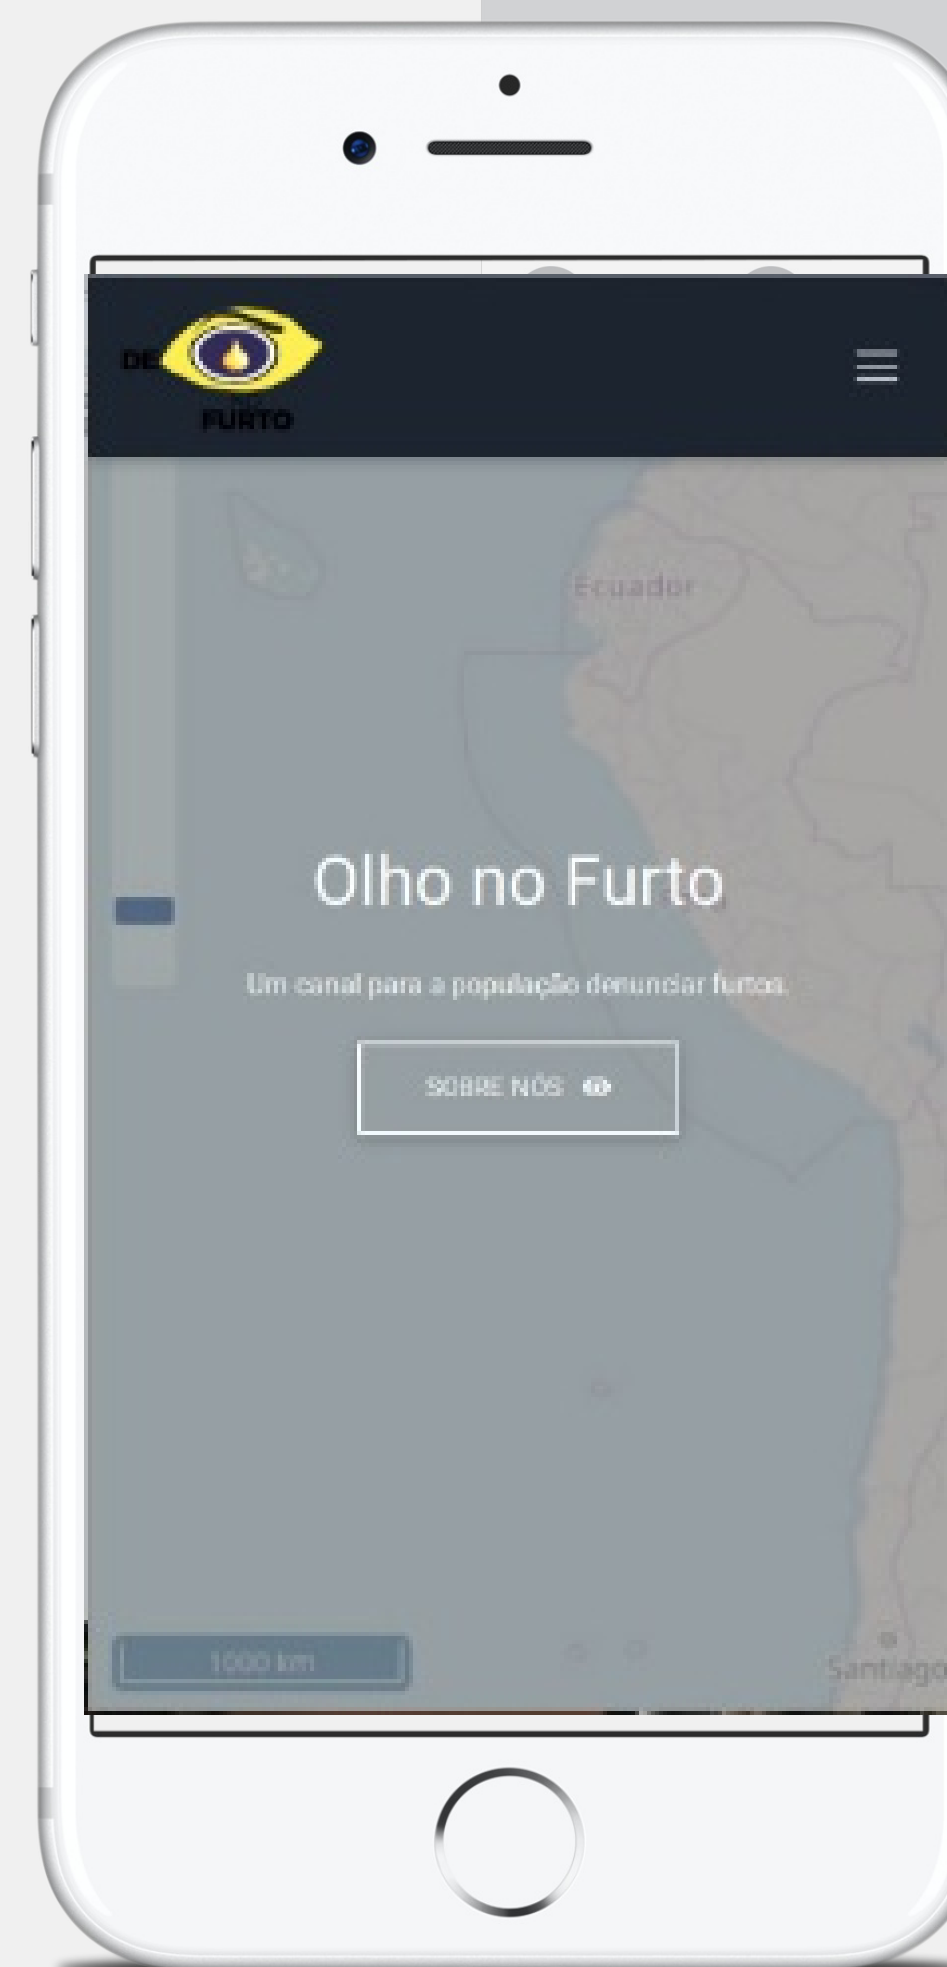 DE
FURTO
Ecuador
Olho no Furto
Um canal para a população denunciar furtos.
SOBRE NÓS
1000 km
Santiago